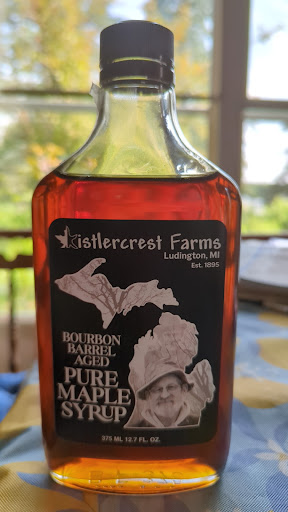 Kistlercrest Farms
Ludington, MI
Est. 1895
BOURBON
BARREL
AGED
PURE
MAPLE
SYRUP
375 ML 12.7 FL. OZ.